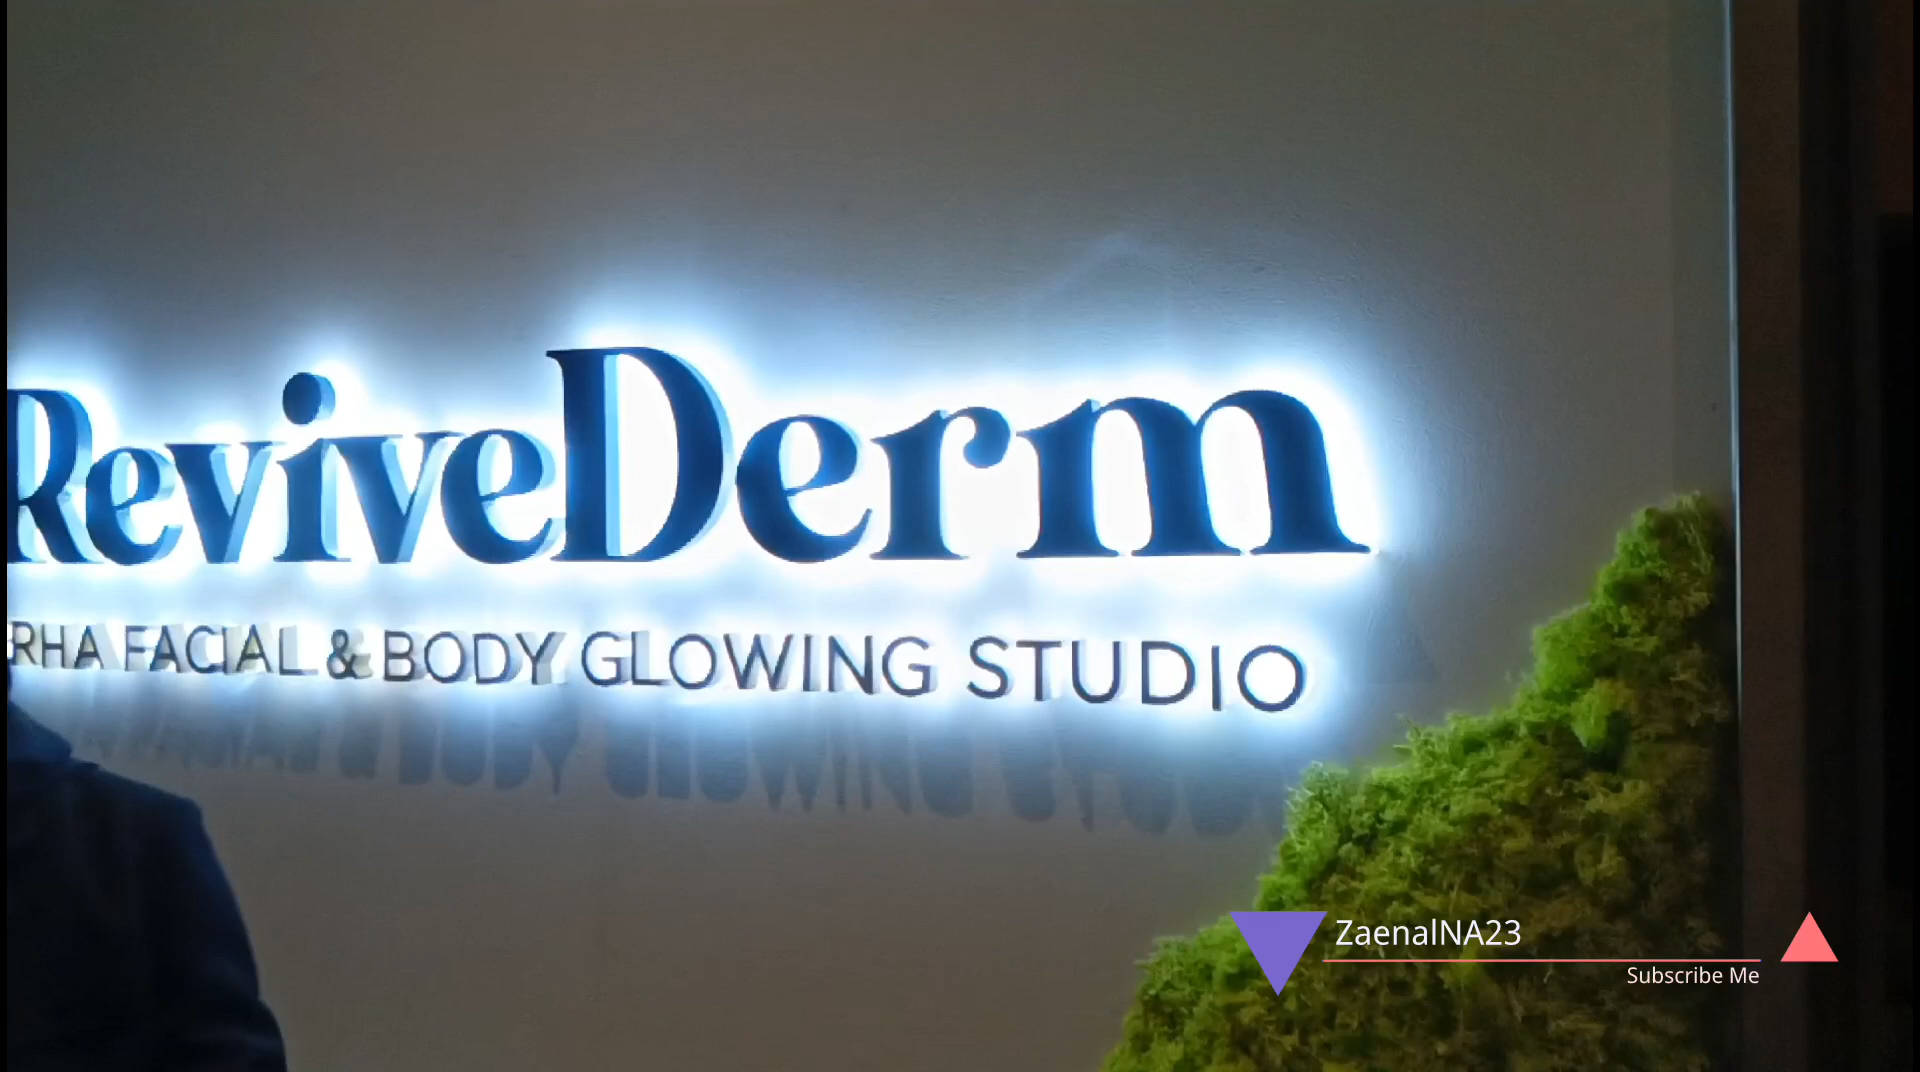 ReviveDerm
RHA FACIAL & BODY GLOWING STUDIO
ZaenalNA23
Subscribe Me